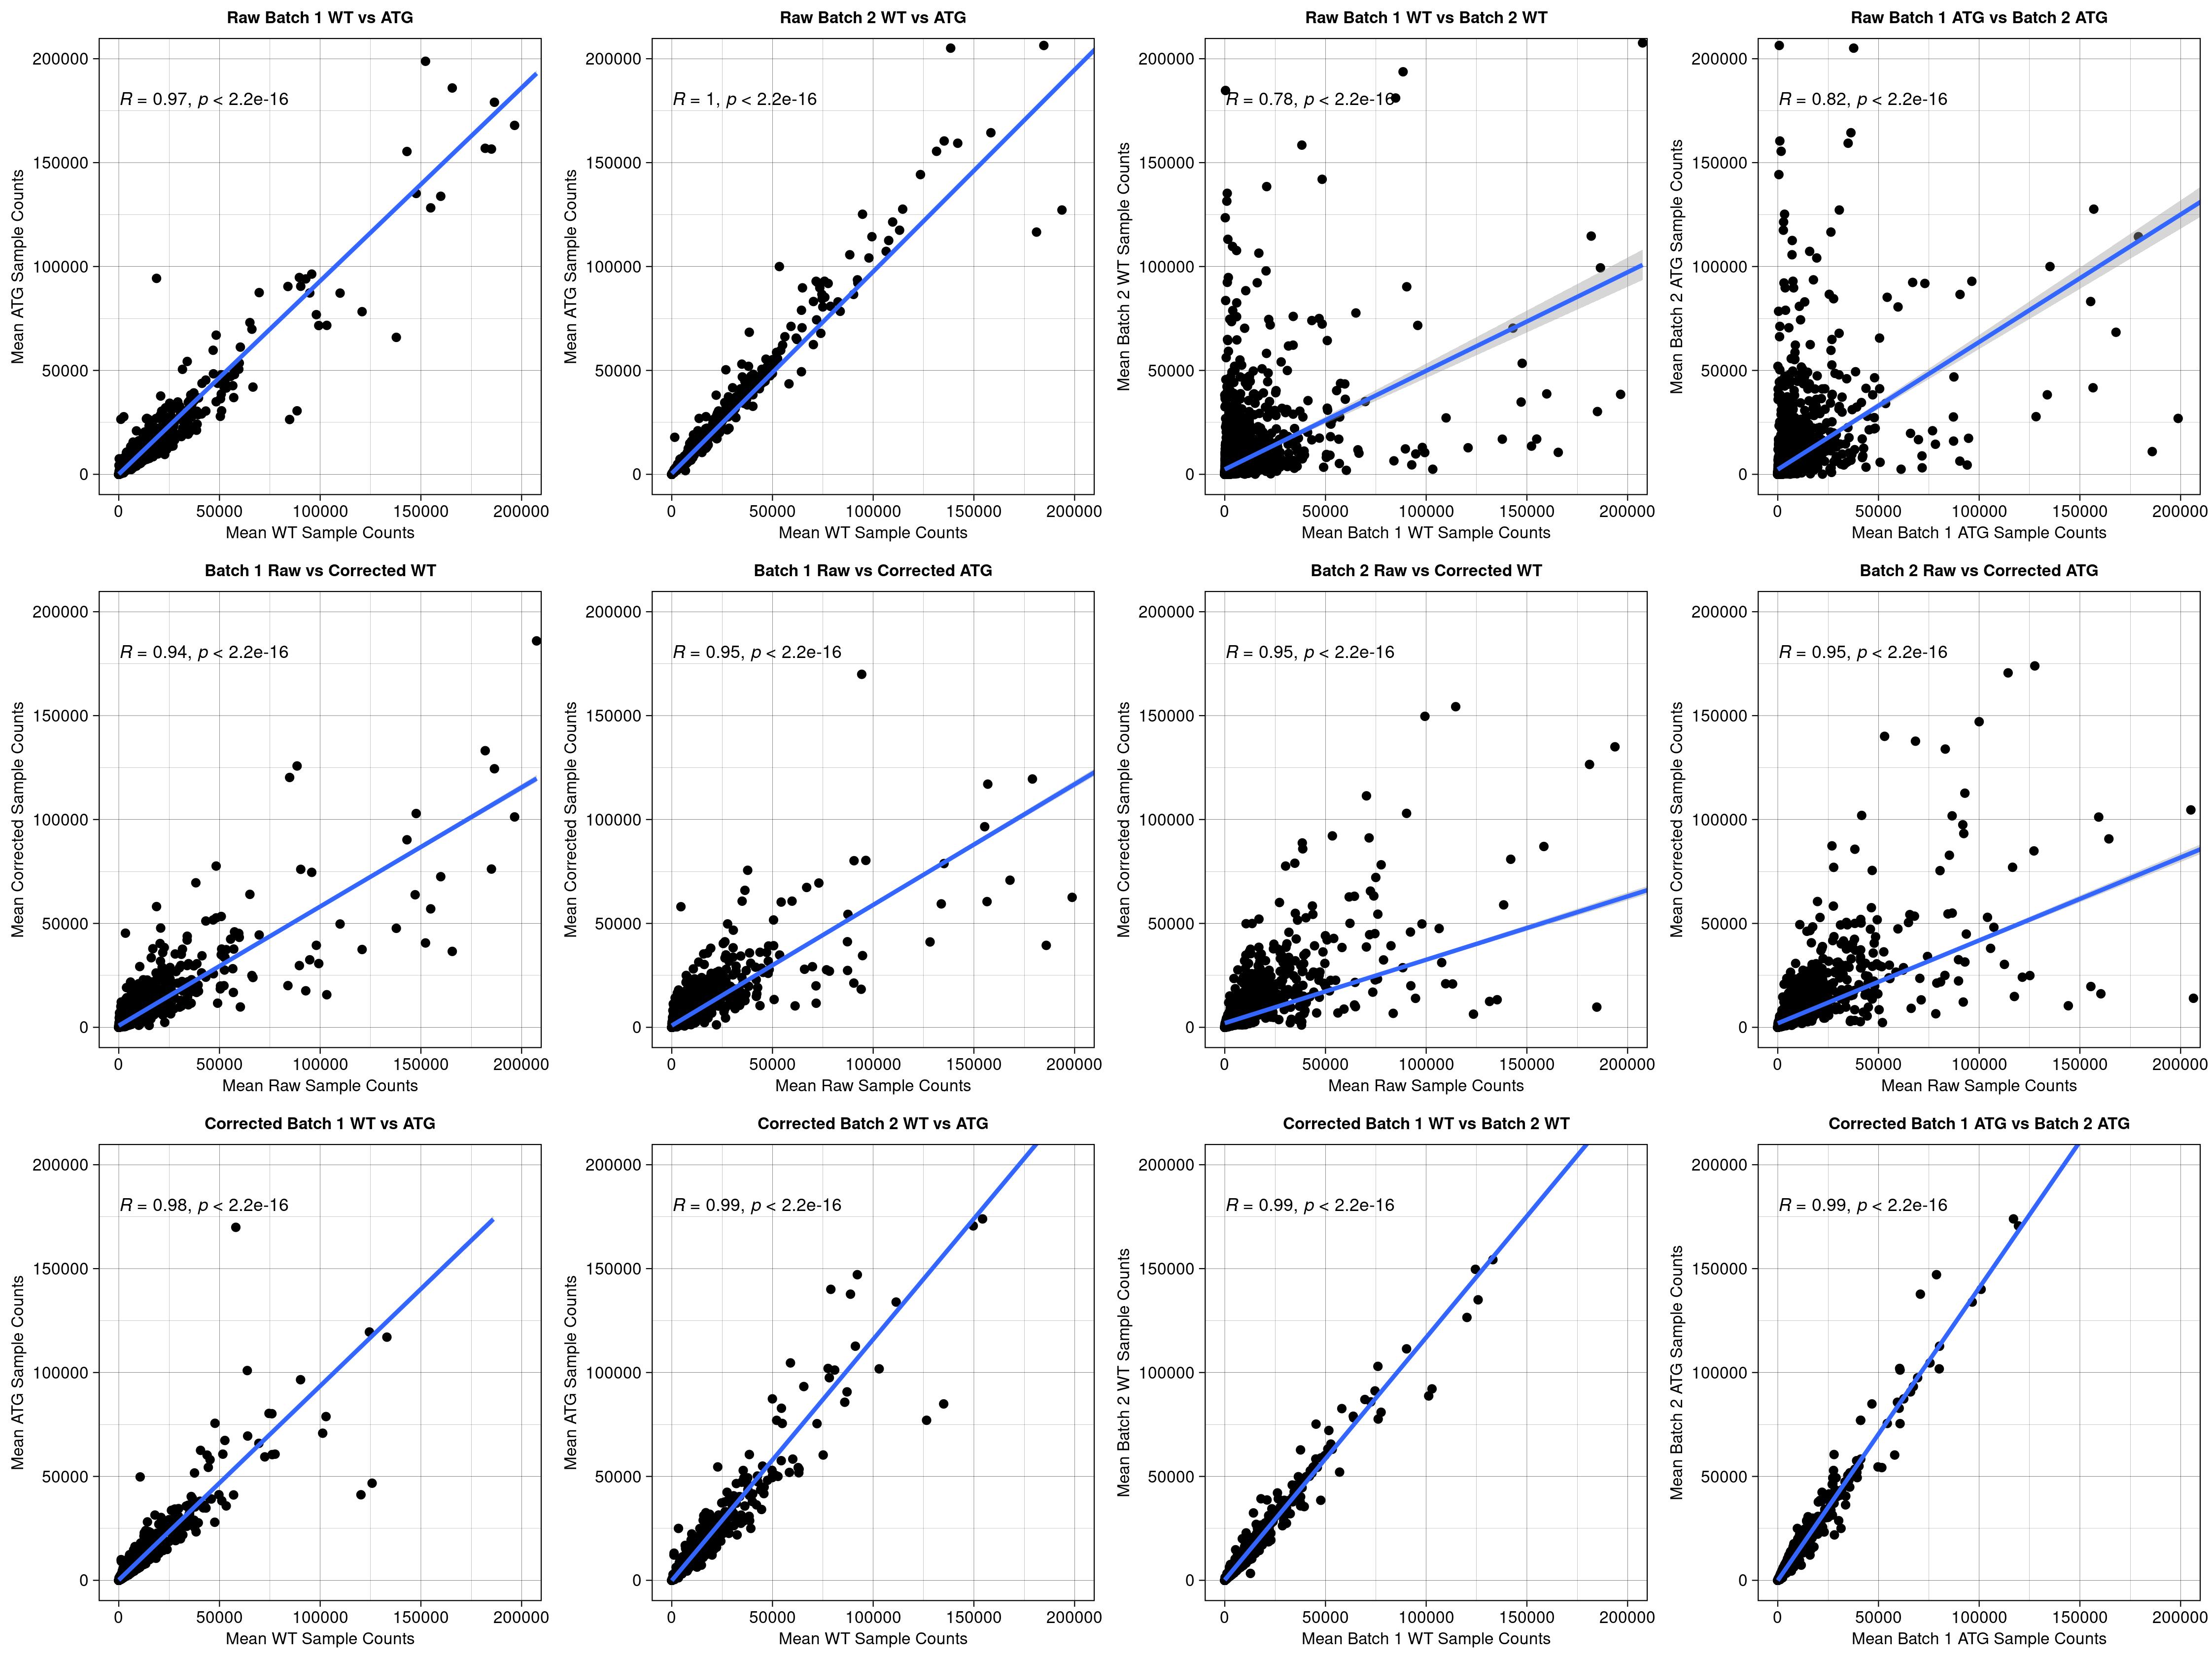 Raw Batch 1 WT vs ATG
R = 0.97, p < 2.2e-16
Mean ATG Sample Counts
200000
150000
100000
50000
0
0 50000 100000 150000 200000
Mean WT Sample Counts
Raw Batch 2 WT vs ATG
R = 1, p < 2.2e-16
Mean ATG Sample Counts
200000
150000
100000
50000
0
0 50000 100000 150000 200000
Mean WT Sample Counts
Raw Batch 1 WT vs Batch 2 WT
R = 0.78, p < 2.2e-16
Mean Batch 2 WT Sample Counts
200000
150000
100000
50000
0
0 50000 100000 150000 200000
Mean Batch 1 WT Sample Counts
Raw Batch 1 ATG vs Batch 2 ATG
R = 0.82, p < 2.2e-16
Mean Batch 2 ATG Sample Counts
200000
150000
100000
50000
0
0 50000 100000 150000 200000
Mean Batch 1 ATG Sample Counts
Batch 1 Raw vs Corrected WT
R = 0.94, p < 2.2e-16
Mean Corrected Sample Counts
200000
150000
100000
50000
0
0 50000 100000 150000 200000
Mean Raw Sample Counts
Batch 1 Raw vs Corrected ATG
R = 0.95, p < 2.2e-16
Mean Corrected Sample Counts
200000
150000
100000
50000
0
0 50000 100000 150000 200000
Mean Raw Sample Counts
Batch 2 Raw vs Corrected WT
R = 0.95, p < 2.2e-16
Mean Corrected Sample Counts
200000
150000
100000
50000
0
0 50000 100000 150000 200000
Mean Raw Sample Counts
Batch 2 Raw vs Corrected ATG
R = 0.95, p < 2.2e-16
Mean Corrected Sample Counts
200000
150000
100000
50000
0
0 50000 100000 150000 200000
Mean Raw Sample Counts
Corrected Batch 1 WT vs ATG
R = 0.98, p < 2.2e-16
Mean ATG Sample Counts
200000
150000
100000
50000
0
0 50000 100000 150000 200000
Mean WT Sample Counts
Corrected Batch 2 WT vs ATG
R = 0.99, p < 2.2e-16
Mean ATG Sample Counts
200000
150000
100000
50000
0
0 50000 100000 150000 200000
Mean WT Sample Counts
Corrected Batch 1 WT vs Batch 2 WT
R = 0.99, p < 2.2e-16
Mean Batch 2 WT Sample Counts
200000
150000
100000
50000
0
0 50000 100000 150000 200000
Mean Batch 1 WT Sample Counts
Corrected Batch 1 ATG vs Batch 2 ATG
R = 0.99, p < 2.2e-16
Mean Batch 2 ATG Sample Counts
200000
150000
100000
50000
0
0 50000 100000 150000 200000
Mean Batch 1 ATG Sample Counts